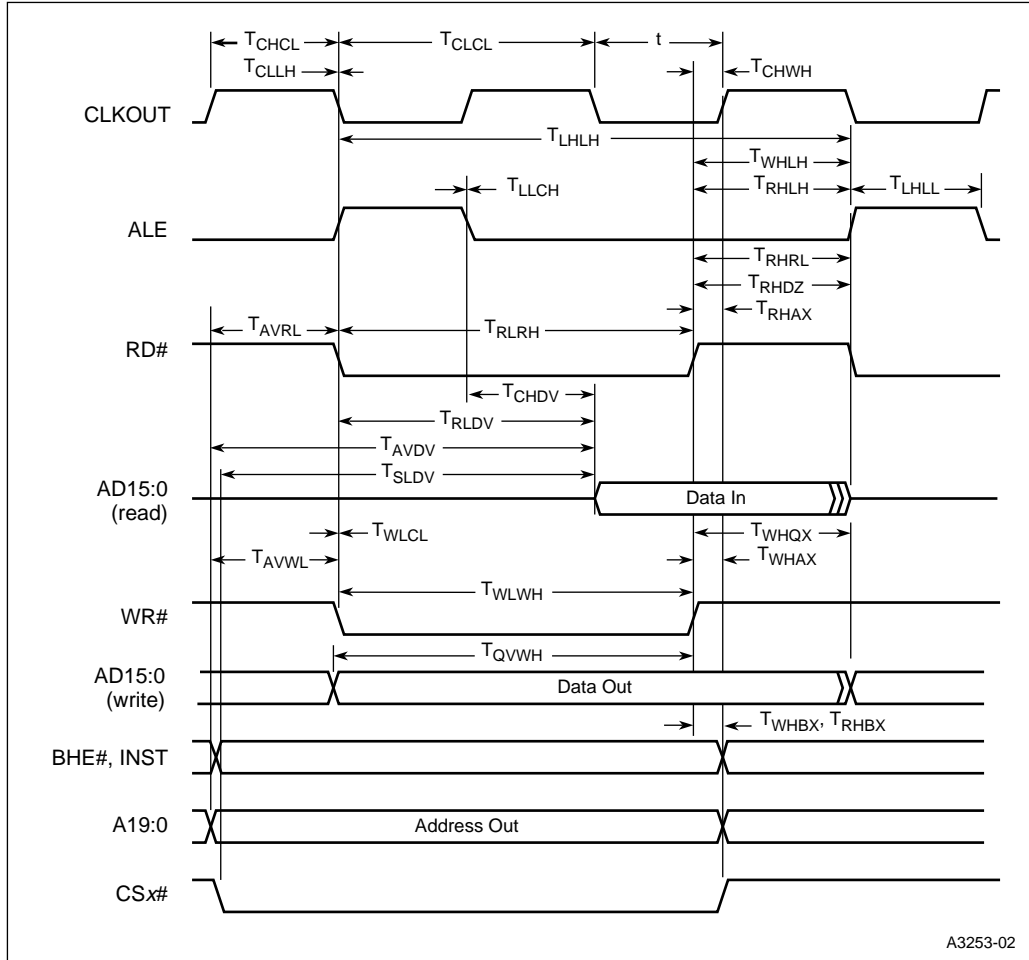 T_CHCL T_CLCL t
T_CLLH T_CHWH
CLKOUT
T_LHLH
T_WHLH
T_LLCH T_RHLH T_LHLL
ALE
T_RHRL
T_RHDZ
T_AVRL T_RLRH T_RHAX
RD#
T_CHDV
T_RLDV
T_AVDV
T_SLDV
AD15:0
(read)
Data In
T_WLCL T_WHQX
T_AVWL T_WHAX
T_WLWH
WR#
T_QVWH
AD15:0
(write)
Data Out
T_WHBX, T_RHBX
BHE#, INST
A19:0 Address Out
CSx#
A3253-02